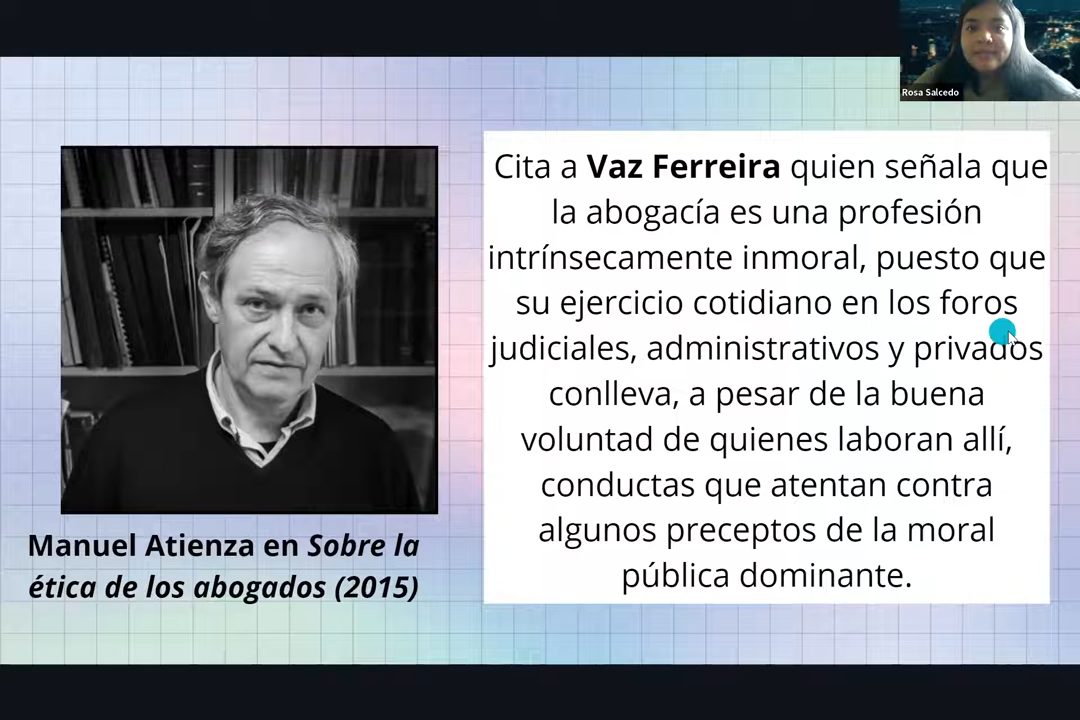 Rosa Salcedo
Cita a Vaz Ferreira quien señala que
la abogacía es una profesión
intrínsecamente inmoral, puesto que
su ejercicio cotidiano en los foros
judiciales, administrativos y privados
conlleva, a pesar de la buena
voluntad de quienes laboran allí,
conductas que atentan contra
algunos preceptos de la moral
pública dominante.
Manuel Atienza en Sobre la
ética de los abogados (2015)